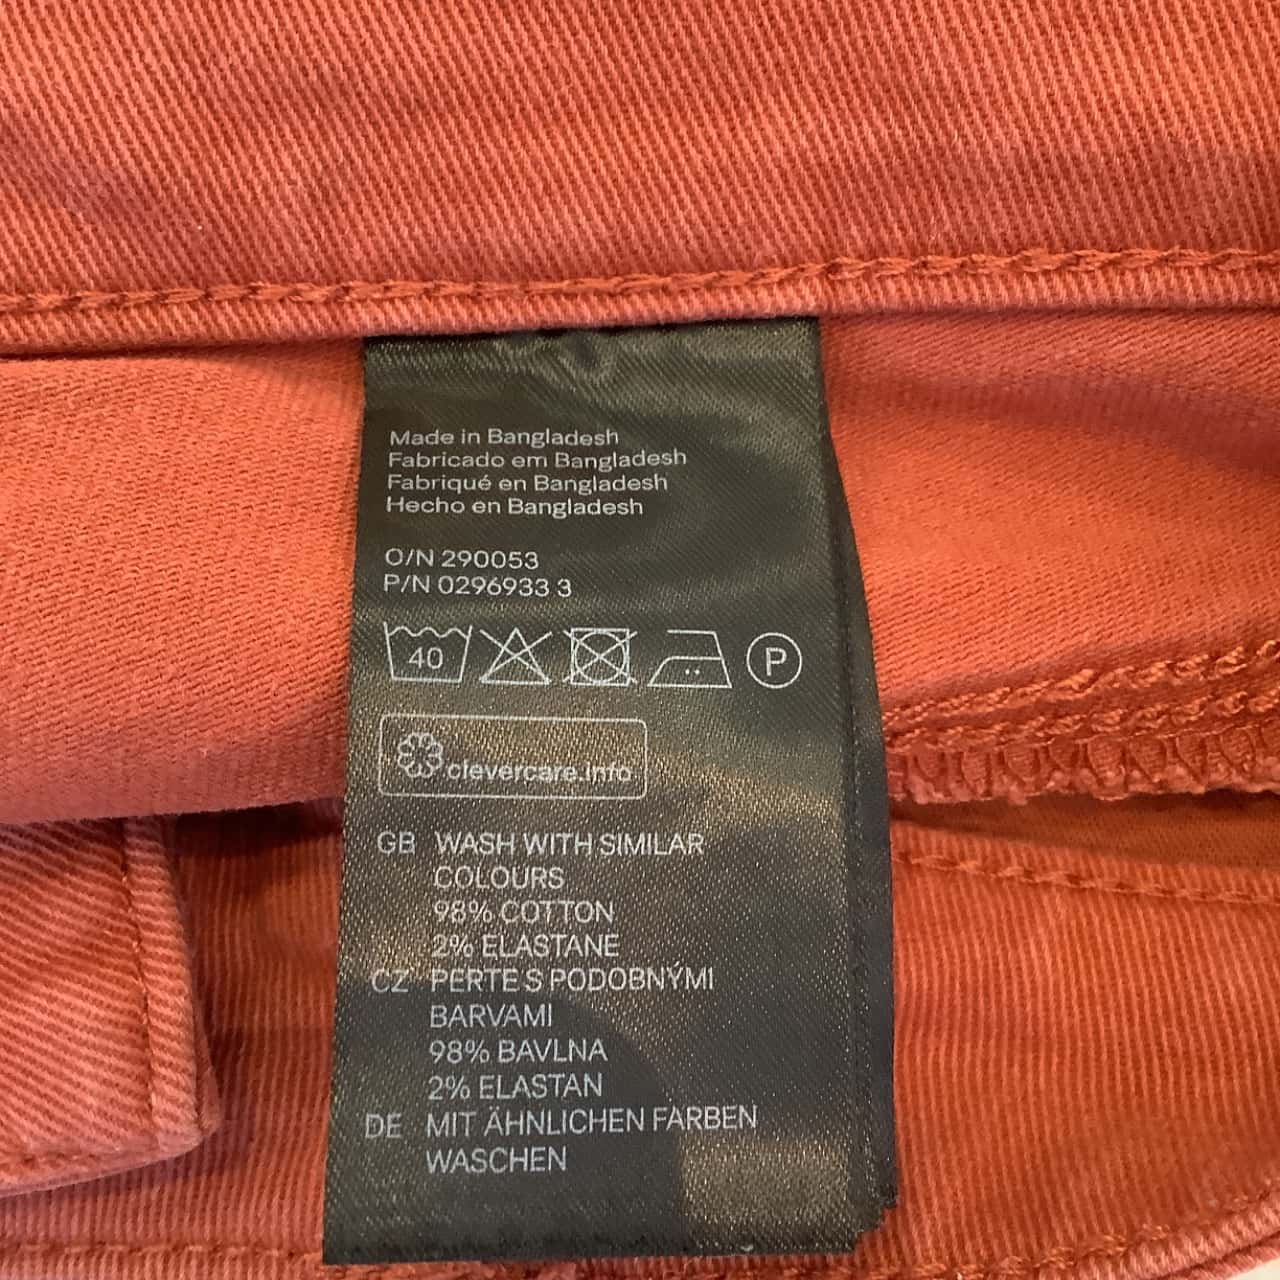 Made in Bangladesh
Fabricado em Bangladesh
Fabriqué en Bangladesh
Hecho en Bangladesh
O/N 290053
P/N 0296933 3
40 P
clevercare.info
GB WASH WITH SIMILAR
COLOURS
98% COTTON
2% ELASTANE
CZ PERTE S PODOBNÝMI
BARVAMI
98% BAVLNA
2% ELASTAN
DE MIT ÄHNLICHEN FARBEN
WASCHEN